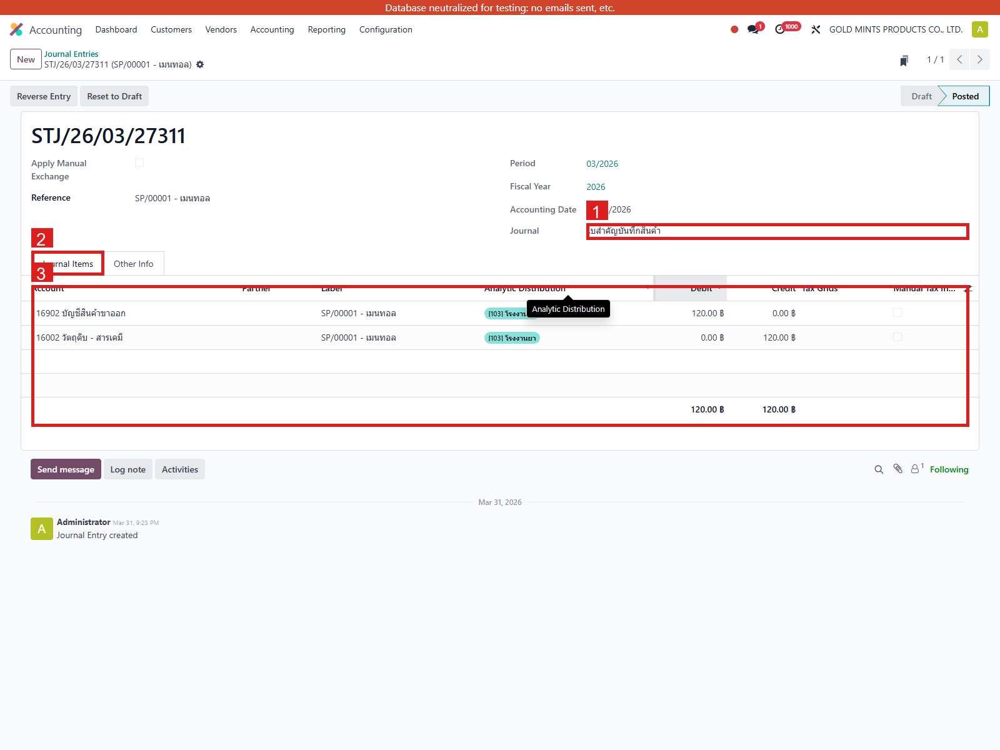 Database neutralized for testing: no emails sent, etc.
Accounting Dashboard Customers Vendors Accounting Reporting Configuration 1 1000 GOLD MINTS PRODUCTS CO., LTD. A
New Journal Entries
STJ/26/03/27311 (SP/00001 - เมนทอล)
1 / 1
Reverse Entry Reset to Draft Draft Posted
STJ/26/03/27311
Apply Manual Exchange
Reference SP/00001 - เมนทอล
Period 03/2026
Fiscal Year 2026
Accounting Date 1 /2026
Journal ใบสำคัญบันทึกสินค้า
2
Journal Items Other Info
3
Account Partner Label Analytic Distribution Debit Credit Tax Grids Manual Tax In...
Analytic Distribution
16902 บัญชีสินค้าขาออก SP/00001 - เมนทอล [103] โรงงาน 120.00 ฿ 0.00 ฿
16002 วัตถุดิบ - สารเคมี SP/00001 - เมนทอล [103] โรงงานยา 0.00 ฿ 120.00 ฿
120.00 ฿ 120.00 ฿
Send message Log note Activities 1 Following
Mar 31, 2026
A Administrator Mar 31, 9:23 PM
Journal Entry created